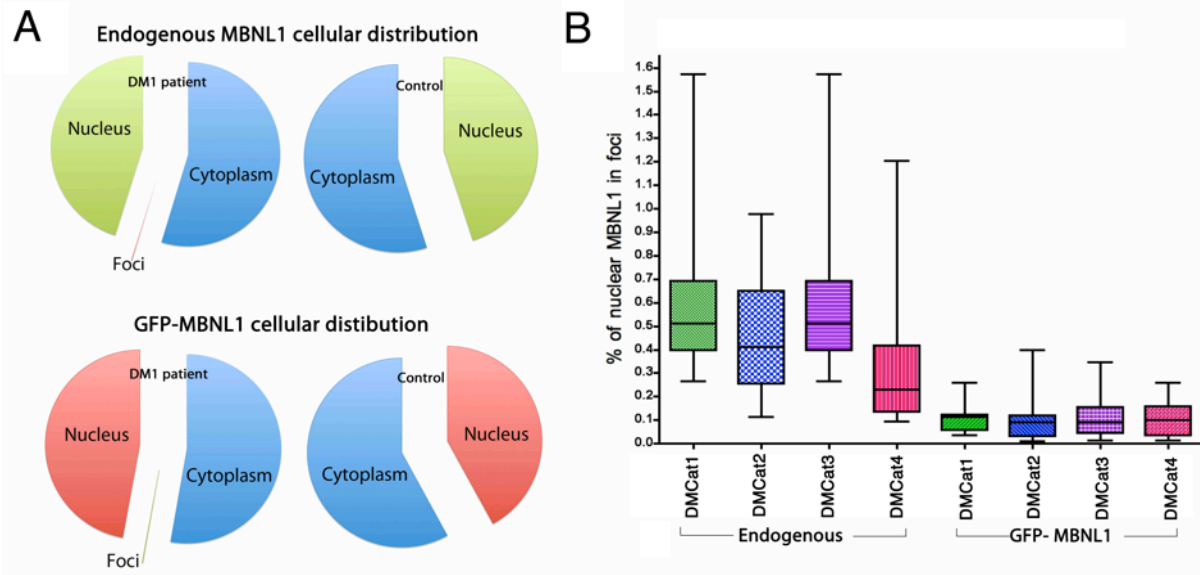 A
Endogenous MBNL1 cellular distribution
DM1 patient
Nucleus
Cytoplasm
Foci
Control
Cytoplasm
Nucleus
GFP-MBNL1 cellular distibution
DM1 patient
Nucleus
Cytoplasm
Foci
Control
Cytoplasm
Nucleus
B
% of nuclear MBNL1 in foci
1.6
1.5
1.4
1.3
1.2
1.1
1.0
0.9
0.8
0.7
0.6
0.5
0.4
0.3
0.2
0.1
0.0
DMCat1
DMCat2
DMCat3
DMCat4
DMCat1
DMCat2
DMCat3
DMCat4
Endogenous
GFP- MBNL1